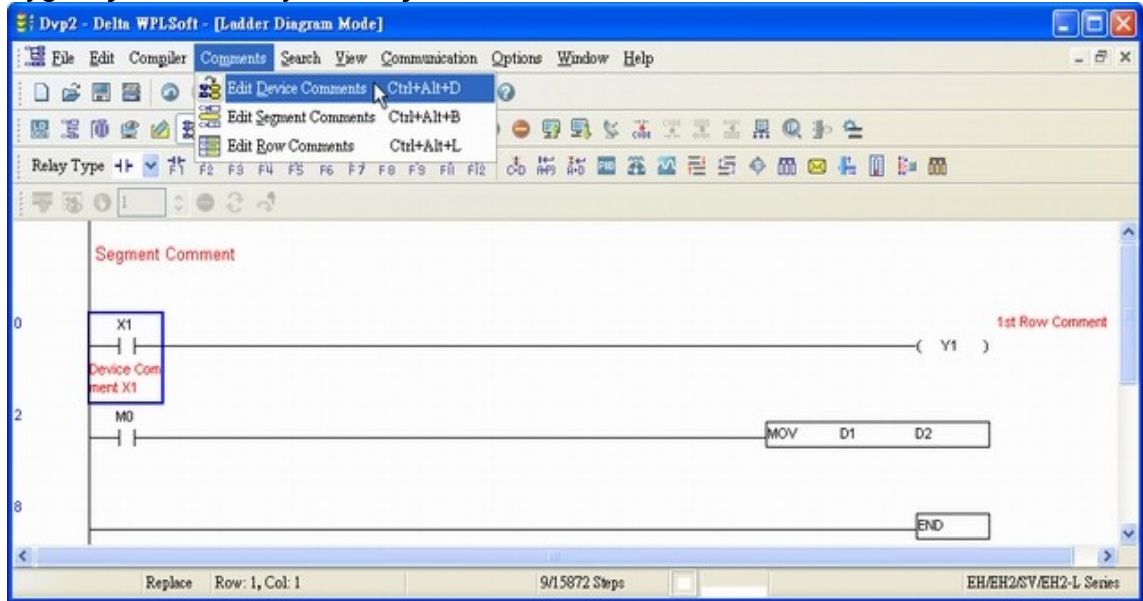 Dvp2 - Delta WPLSoft - [Ladder Diagram Mode]
File Edit Compiler Comments Search View Communication Options Window Help
Edit Device Comments Ctrl+Alt+D
Edit Segment Comments Ctrl+Alt+B
Edit Row Comments Ctrl+Alt+L
Relay Type F1 F2 F3 F4 F5 F6 F7 F8 F9 F11 F12
1
Segment Comment
0
X1
1st Row Comment
( Y1 )
Device Com
ment X1
2
M0
MOV D1 D2
8
END
Replace Row: 1, Col: 1 9/15872 Steps EH/EH2/SV/EH2-L Series